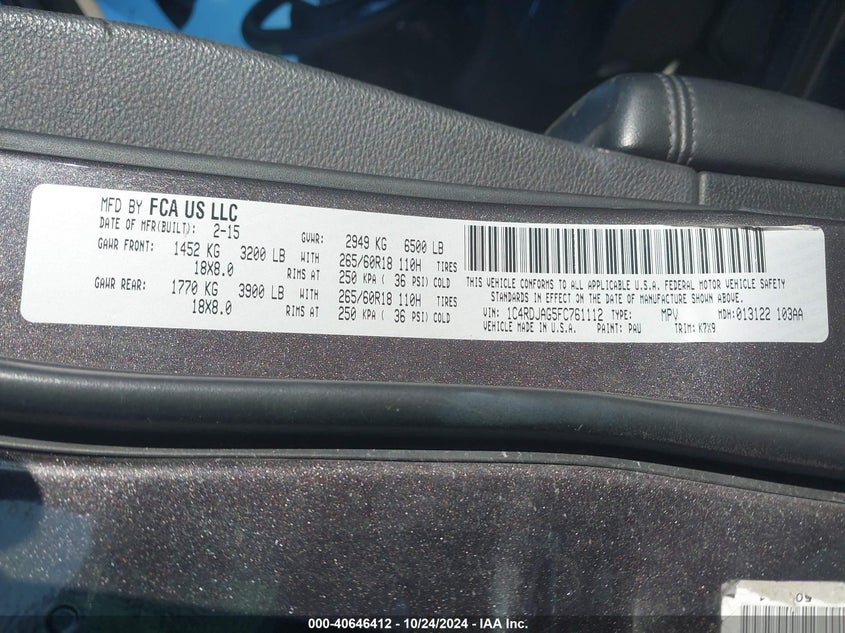 MFD BY FCA US LLC
DATE OF MFR(BUILT): 2-15 GVWR: 2949 KG 6500 LB
GAWR FRONT: 1452 KG 3200 LB WITH 265/60R18 110H TIRES
18X8.0 RIMS AT 250 KPA ( 36 PSI) COLD
GAWR REAR: 1770 KG 3900 LB WITH 265/60R18 110H TIRES
18X8.0 RIMS AT 250 KPA ( 36 PSI) COLD
THIS VEHICLE CONFORMS TO ALL APPLICABLE U.S.A. FEDERAL MOTOR VEHICLE SAFETY
STANDARDS IN EFFECT ON THE DATE OF MANUFACTURE SHOWN ABOVE.
VIN: 1C4RDJAG5FC761112 TYPE: MPV MDH: 013122 103AA
VEHICLE MADE IN U.S.A. PAINT: PAU TRIM: K7X9
000-40646412 - 10/24/2024 - IAA Inc.